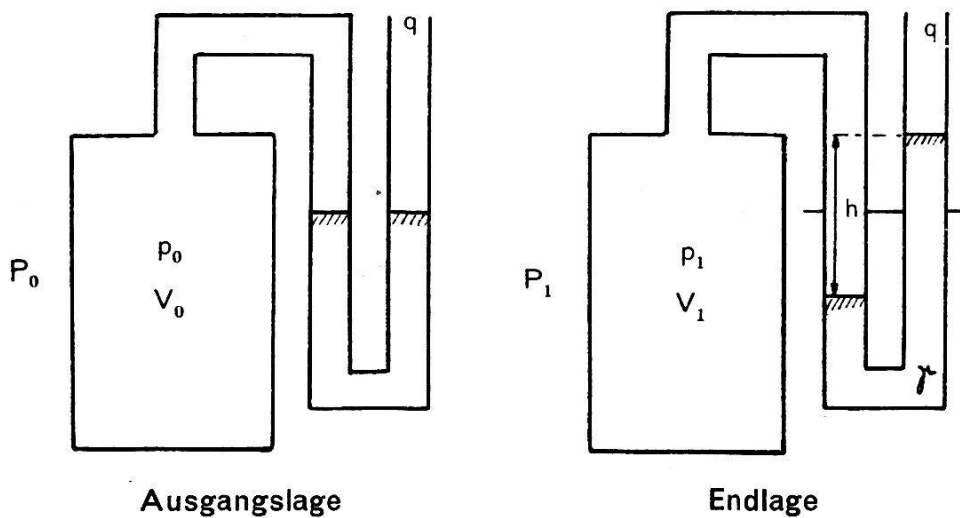 q
P₀
p₀
V₀
Ausgangslage
q
h
P₁
p₁
V₁
γ
Endlage